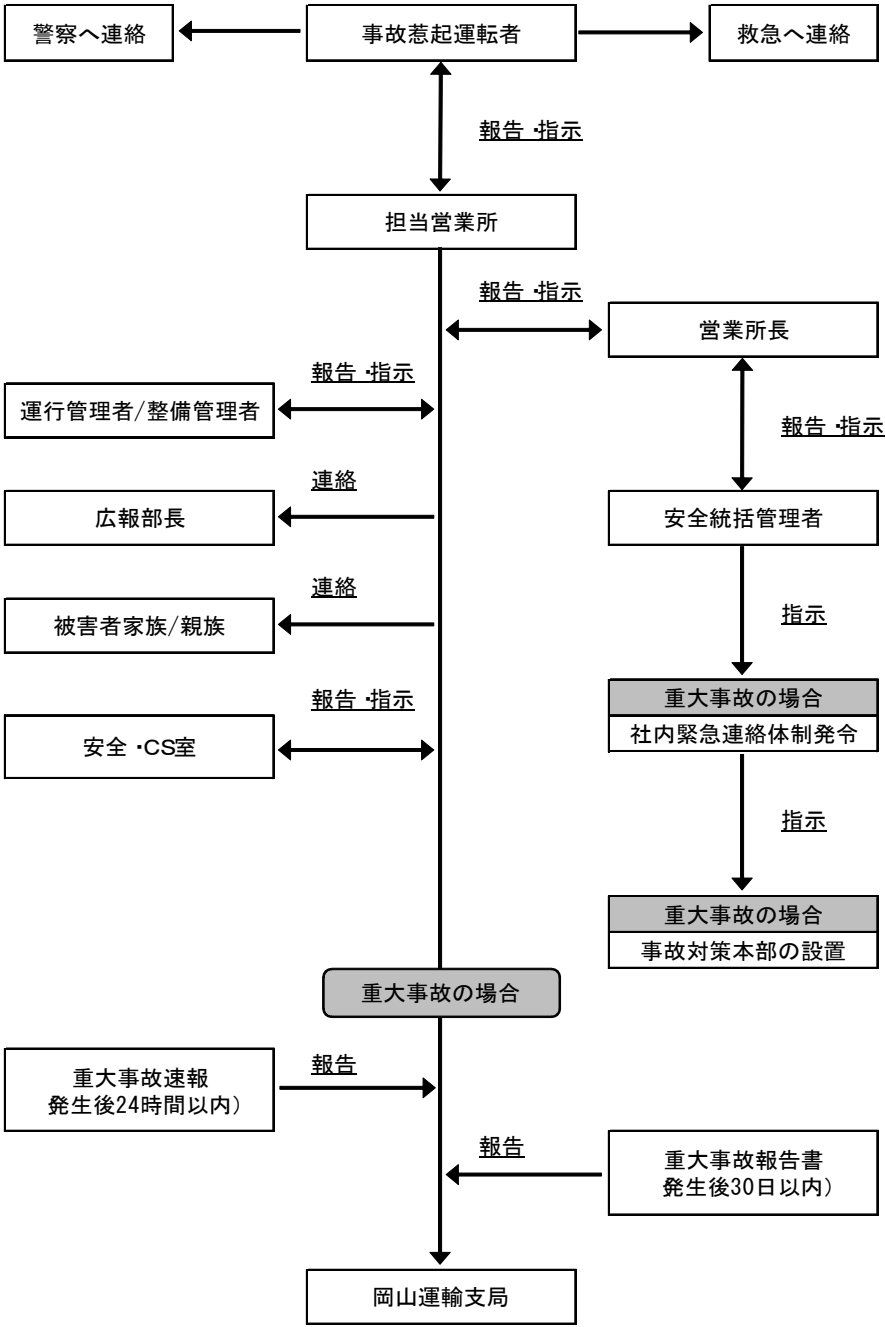 警察へ連絡
事故惹起運転者
救急へ連絡
報告・指示
担当営業所
報告・指示
営業所長
報告・指示
運行管理者/整備管理者
報告・指示
連絡
広報部長
安全統括管理者
連絡
被害者家族/親族
指示
報告・指示
安全・CS室
重大事故の場合
社内緊急連絡体制発令
指示
重大事故の場合
事故対策本部の設置
重大事故の場合
重大事故速報
発生後24時間以内）
報告
報告
重大事故報告書
発生後30日以内）
岡山運輸支局